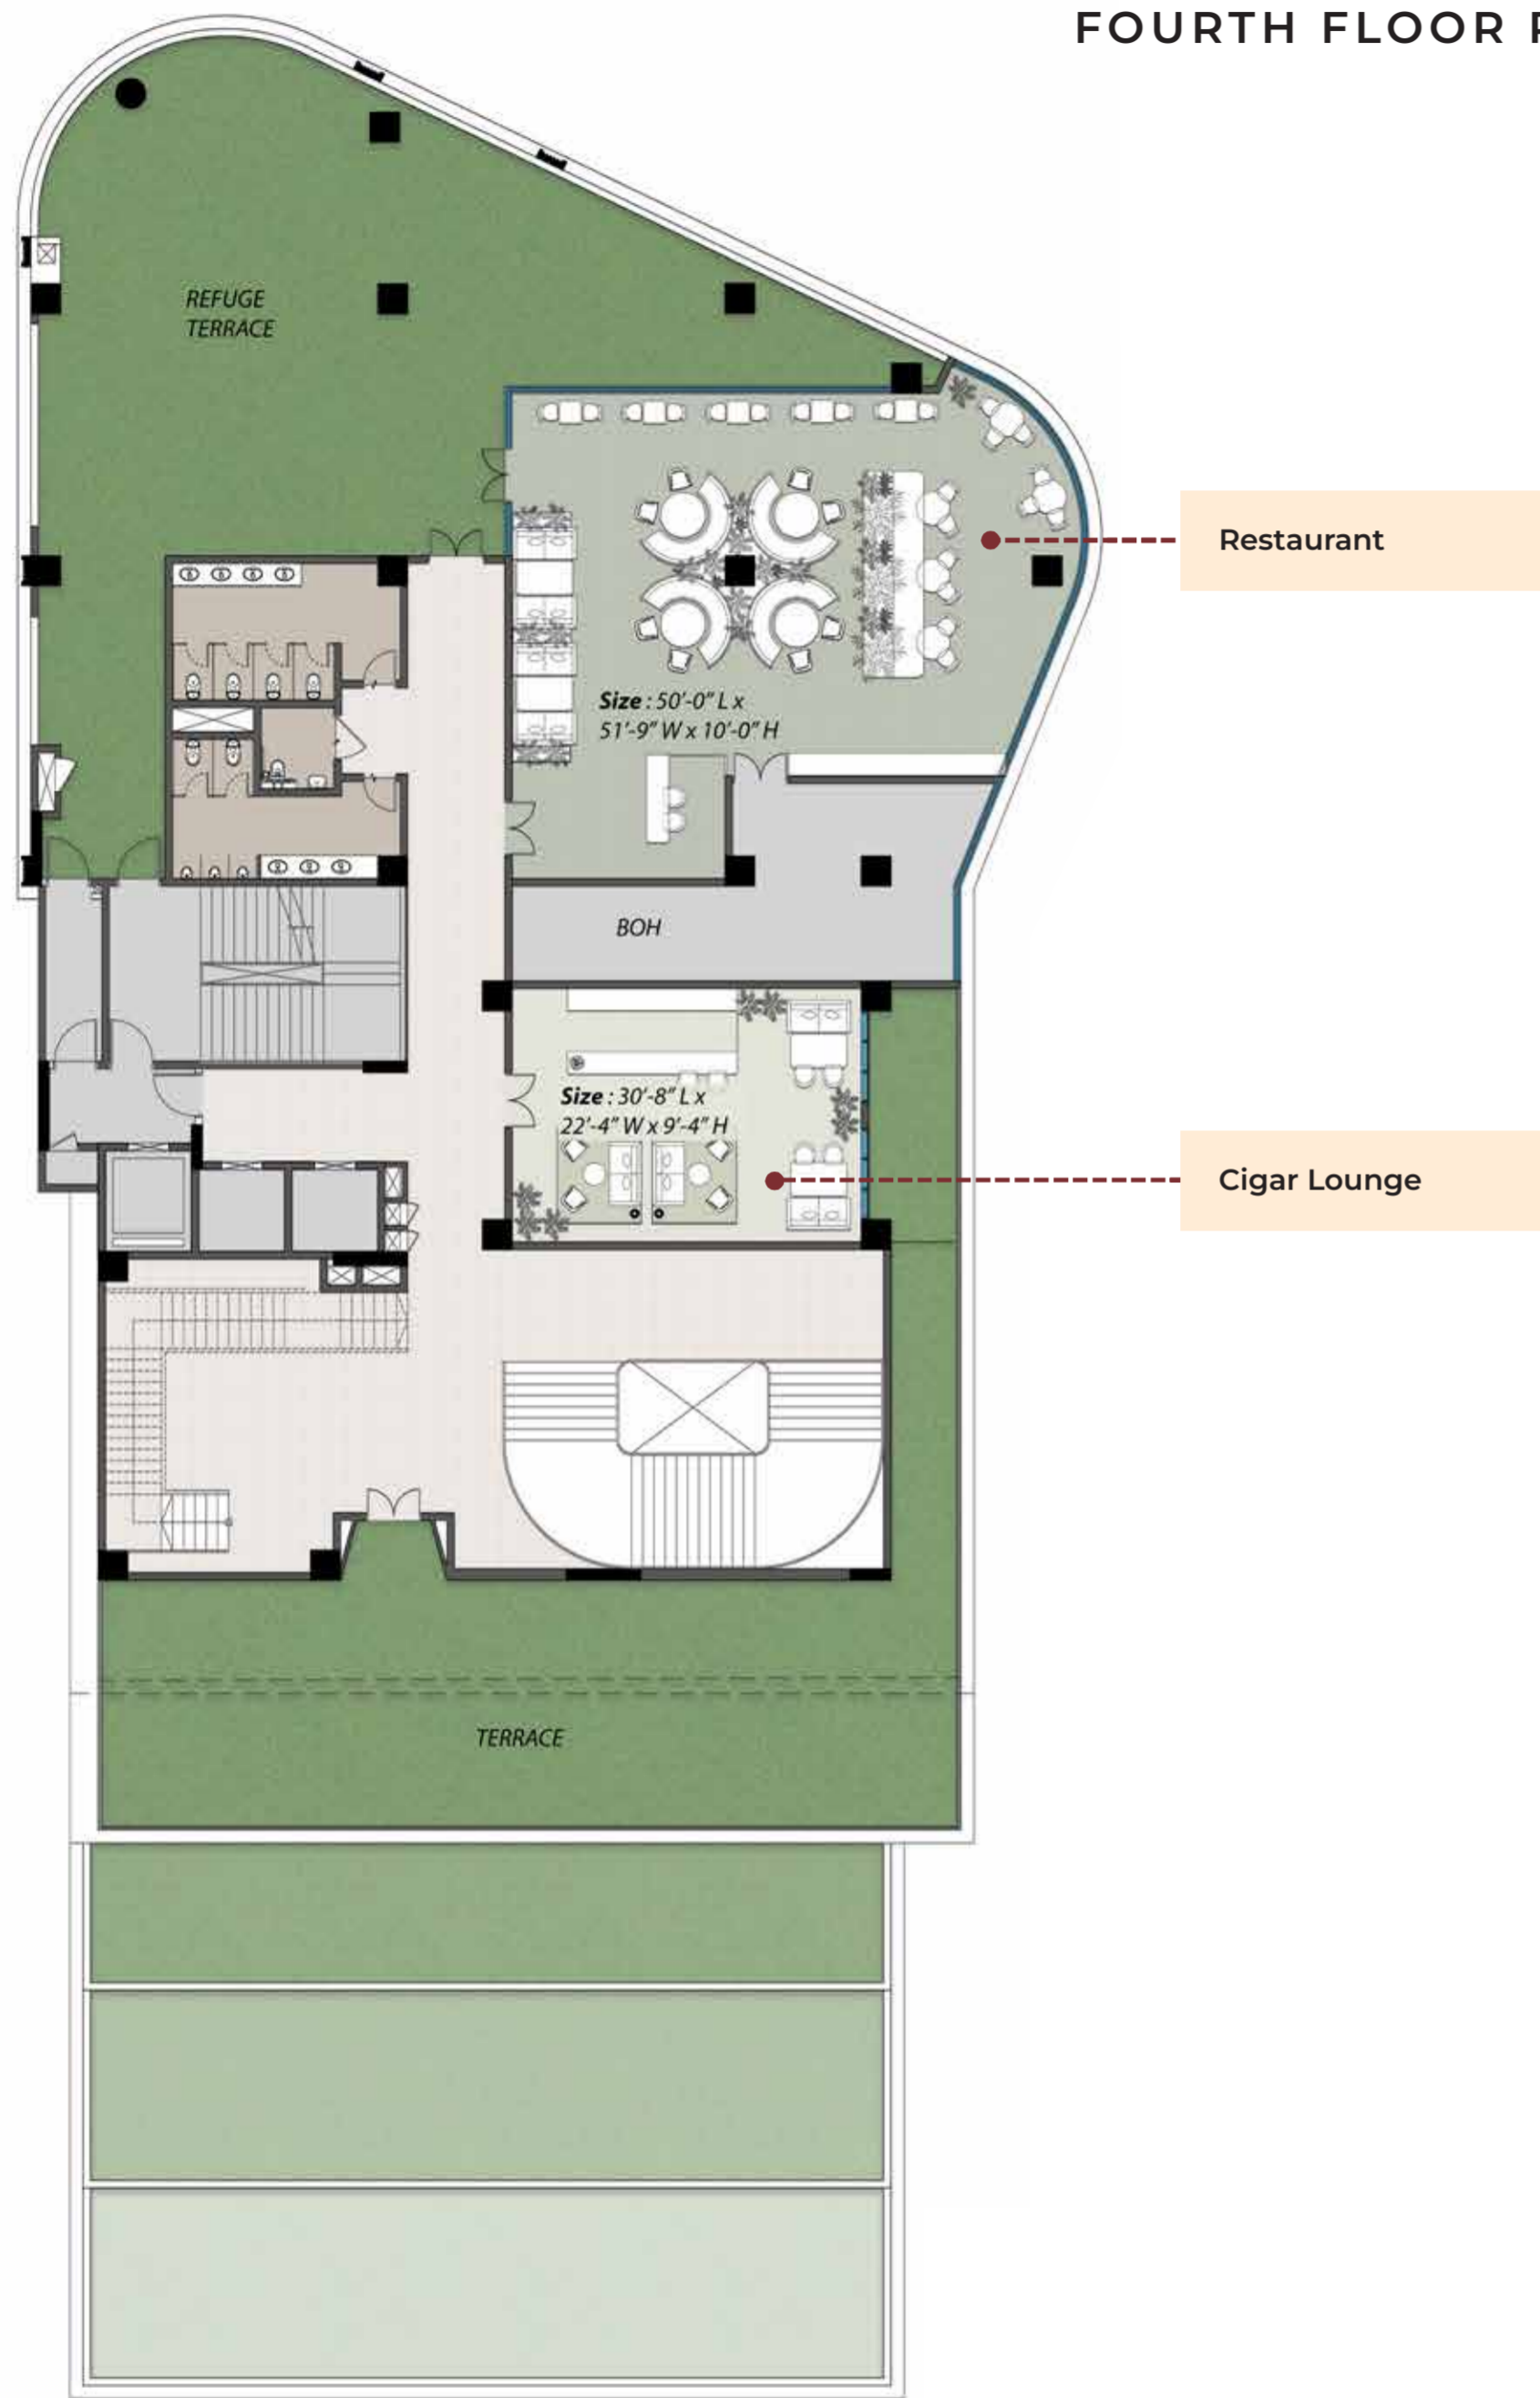 FOURTH FLOOR P
REFUGE
TERRACE
Restaurant
Size : 50'-0" L x
51'-9" W x 10'-0" H
BOH
Size : 30'-8" L x
22'-4" W x 9'-4" H
Cigar Lounge
TERRACE